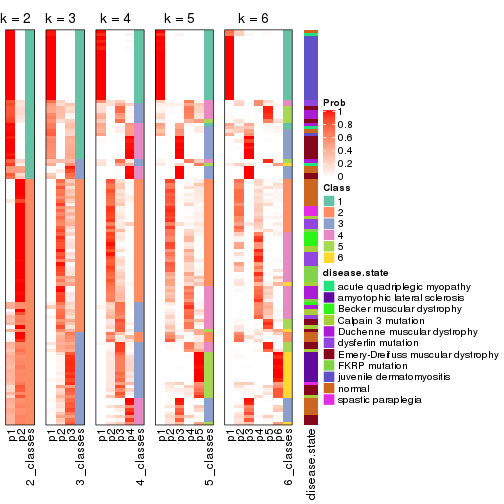 k = 2 k = 3 k = 4 k = 5 k = 6
Prob
1
0.8
0.6
0.4
0.2
0
Class
1
2
3
4
5
6
disease.state
acute quadriplegic myopathy
amyotophic lateral sclerosis
Becker muscular dystrophy
Calpain 3 mutation
Duchenne muscular dystrophy
dysferlin mutation
Emery-Dreifuss muscular dystrophy
FKRP mutation
juvenile dermatomyositis
normal
spastic paraplegia
p1 p2 2_classes p1 p2 p3 3_classes p1 p2 p3 p4 4_classes p1 p2 p3 p4 p5 5_classes p1 p2 p3 p4 p5 p6 6_classes disease.state